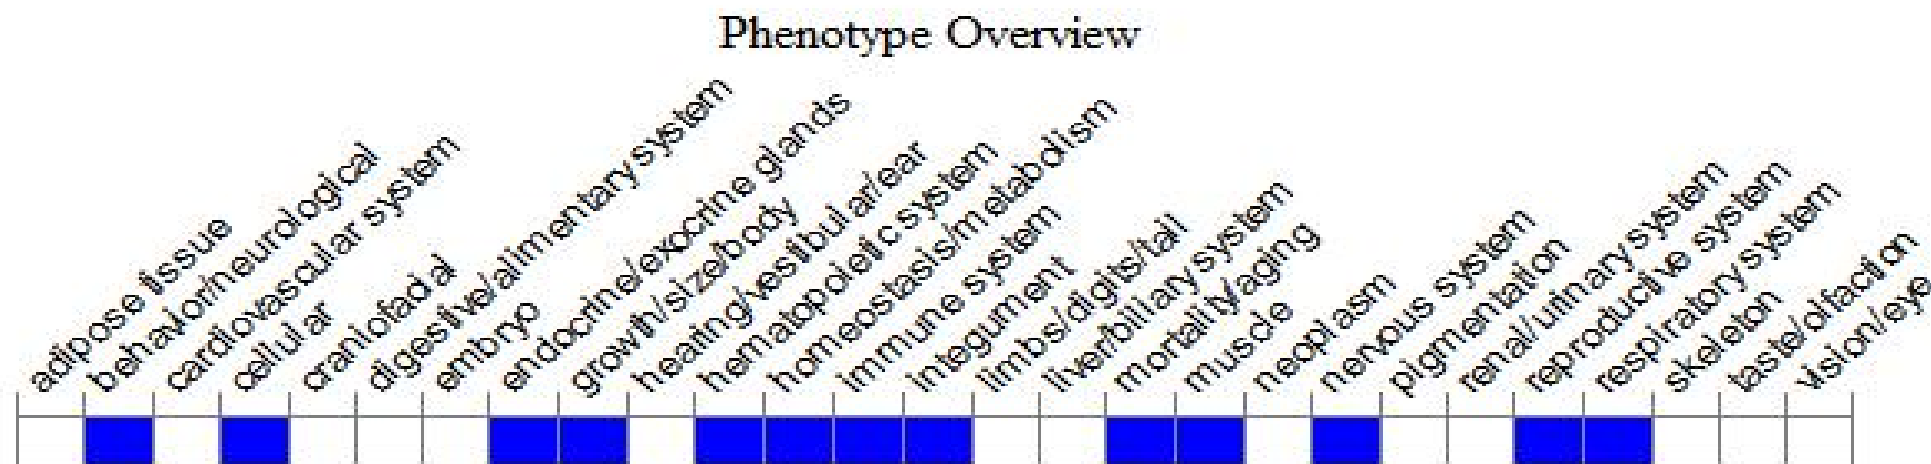 Phenotype Overview
adipose tissue
behavior/neurological
cardiovascular system
cellular
craniofacial
digestive/alimentary system
embryo
endocrine/exocrine glands
growth/size/body
hearing/vestibular/ear
hematopoietic system
homeostasis/metabolism
immune system
integument
limbs/digits/tail
liver/biliary system
mortality/aging
muscle
neoplasm
nervous system
pigmentation
renal/urinary system
reproductive system
respiratory system
skeleton
taste/olfaction
vision/eye